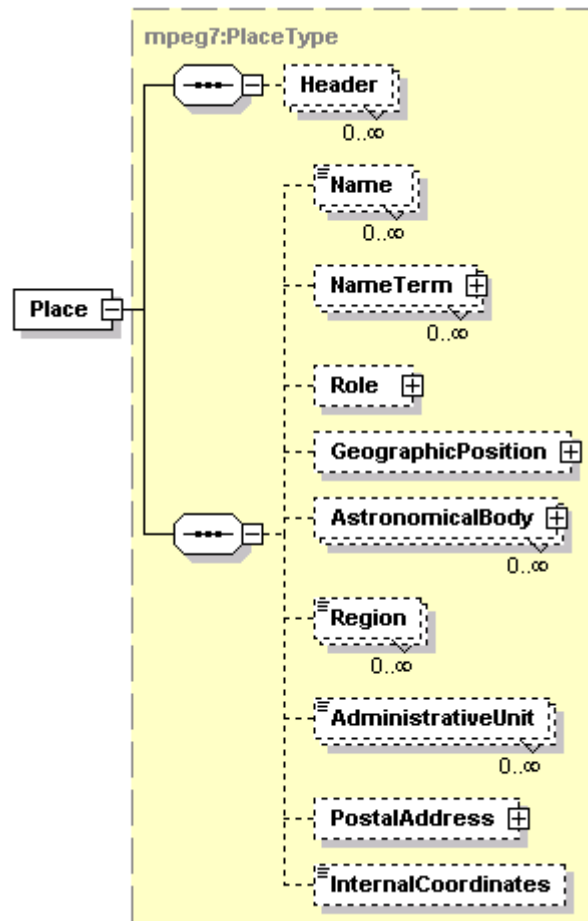 mpeg7:PlaceType
Header
0..∞
Name
0..∞
NameTerm
0..∞
Place
Role
GeographicPosition
AstronomicalBody
0..∞
Region
0..∞
AdministrativeUnit
0..∞
PostalAddress
InternalCoordinates